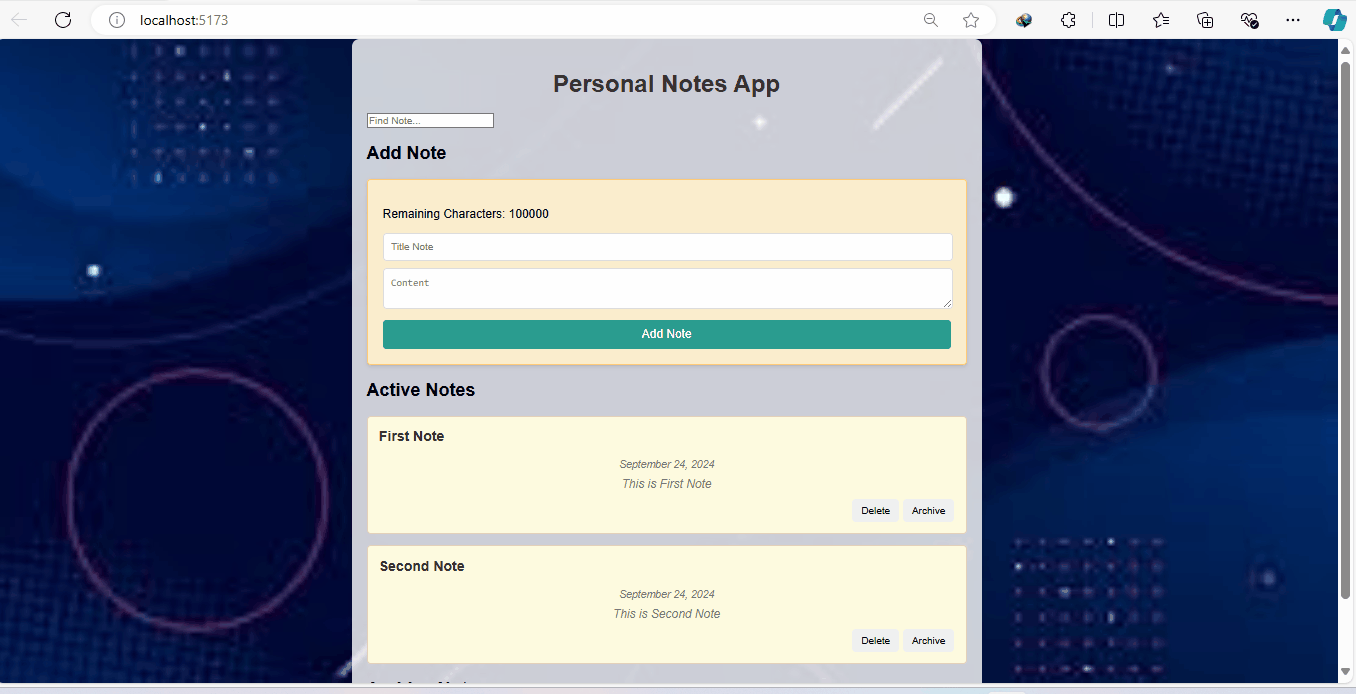 localhost:5173
Personal Notes App
Find Note...
Add Note
Remaining Characters: 100000
Title Note
Content
Add Note
Active Notes
First Note
September 24, 2024
This is First Note
Delete Archive
Second Note
September 24, 2024
This is Second Note
Delete Archive